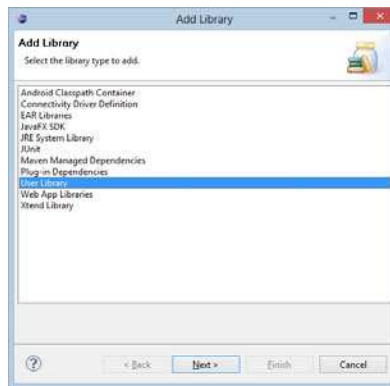 Add Library
Add Library
Select the library type to add.
Android Classpath Container
Connectivity Driver Definition
EAR Libraries
JavaFX SDK
JRE System Library
JUnit
Maven Managed Dependencies
Plug-in Dependencies
User Library
Web App Libraries
Xtend Library
< Back
Next >
Finish
Cancel